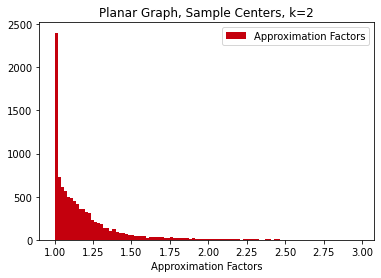 Planar Graph, Sample Centers, k=2
Approximation Factors
2500
2000
1500
1000
500
0
1.00 1.25 1.50 1.75 2.00 2.25 2.50 2.75 3.00
Approximation Factors